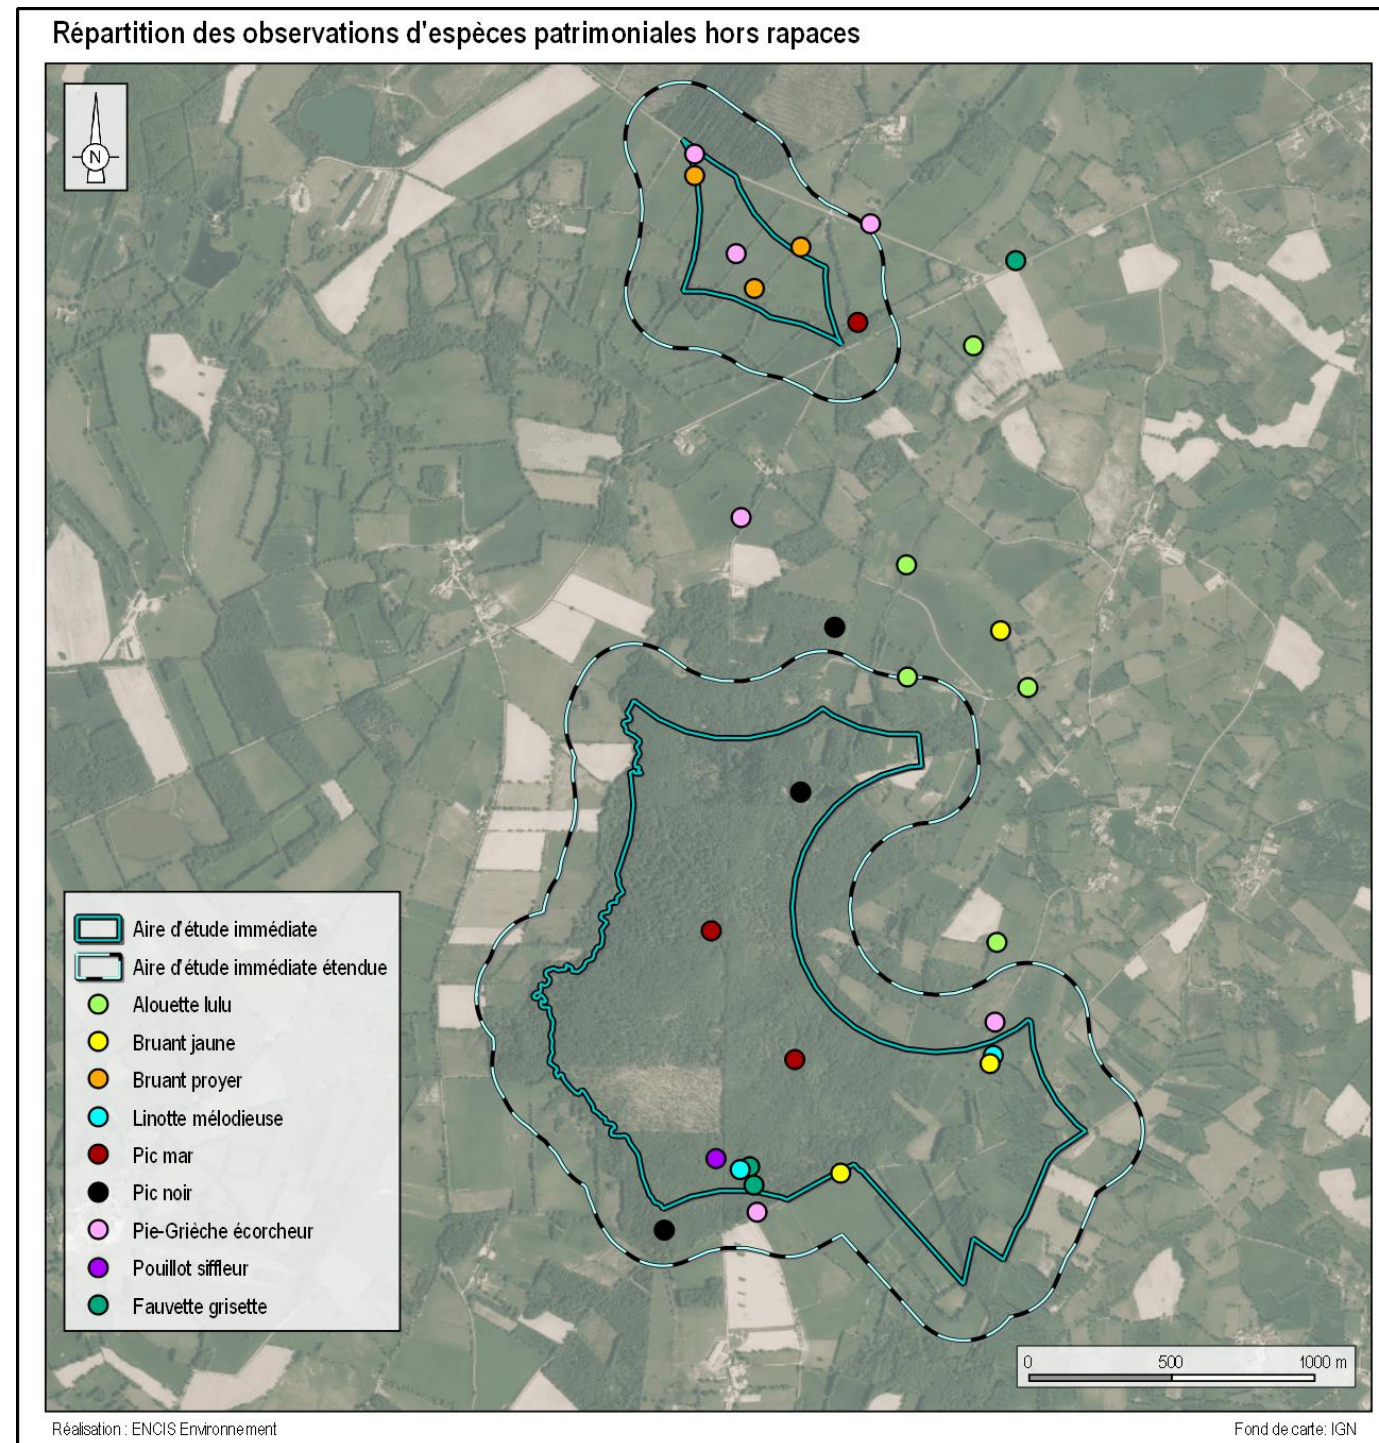 Répartition des observations d'espèces patrimoniales hors rapaces
N
Aire d'étude immédiate
Aire d'étude immédiate étendue
Alouette lulu
Bruant jaune
Bruant proyer
Linotte mélodieuse
Pic mar
Pic noir
Pie-Grièche écorcheur
Pouillot siffleur
Fauvette grisette
0 500 1000 m
Réalisation : ENCIS Environnement
Fond de carte: IGN